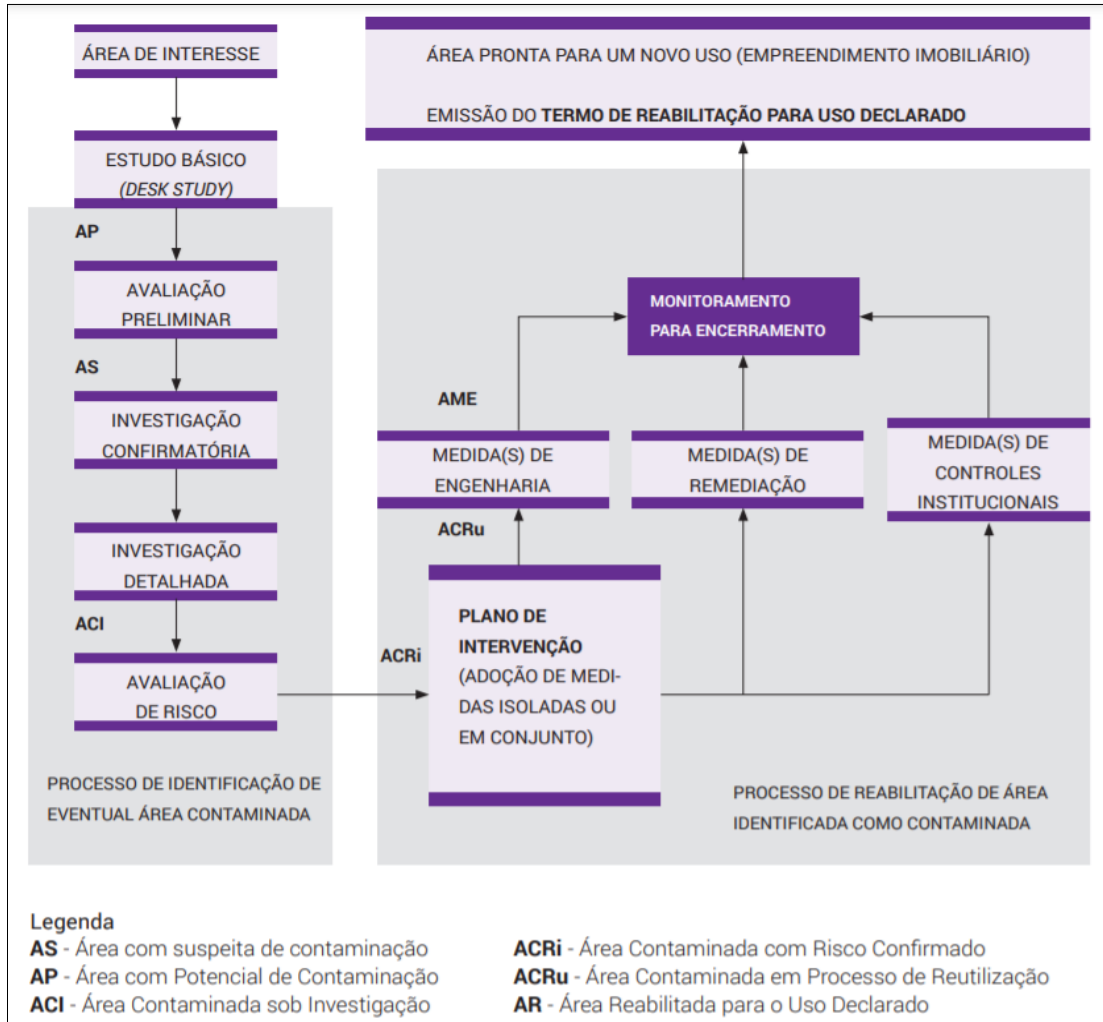 ÁREA DE INTERESSE
ESTUDO BÁSICO
(DESK STUDY)
AP
AVALIAÇÃO
PRELIMINAR
AS
INVESTIGAÇÃO
CONFIRMATÓRIA
INVESTIGAÇÃO
DETALHADA
ACI
AVALIAÇÃO
DE RISCO
PROCESSO DE IDENTIFICAÇÃO DE
EVENTUAL ÁREA CONTAMINADA
ÁREA PRONTA PARA UM NOVO USO (EMPREENDIMENTO IMOBILIÁRIO)
EMISSÃO DO TERMO DE REABILITAÇÃO PARA USO DECLARADO
MONITORAMENTO
PARA ENCERRAMENTO
AME
MEDIDA(S) DE
ENGENHARIA
MEDIDA(S) DE
REMEDIAÇÃO
MEDIDA(S) DE
CONTROLES
INSTITUCIONAIS
ACRu
ACRi
PLANO DE
INTERVENÇÃO
(ADOÇÃO DE MEDI-
DAS ISOLADAS OU
EM CONJUNTO)
PROCESSO DE REABILITAÇÃO DE ÁREA
IDENTIFICADA COMO CONTAMINADA
Legenda
AS - Área com suspeita de contaminação
AP - Área com Potencial de Contaminação
ACI - Área Contaminada sob Investigação
ACRi - Área Contaminada com Risco Confirmado
ACRu - Área Contaminada em Processo de Reutilização
AR - Área Reabilitada para o Uso Declarado